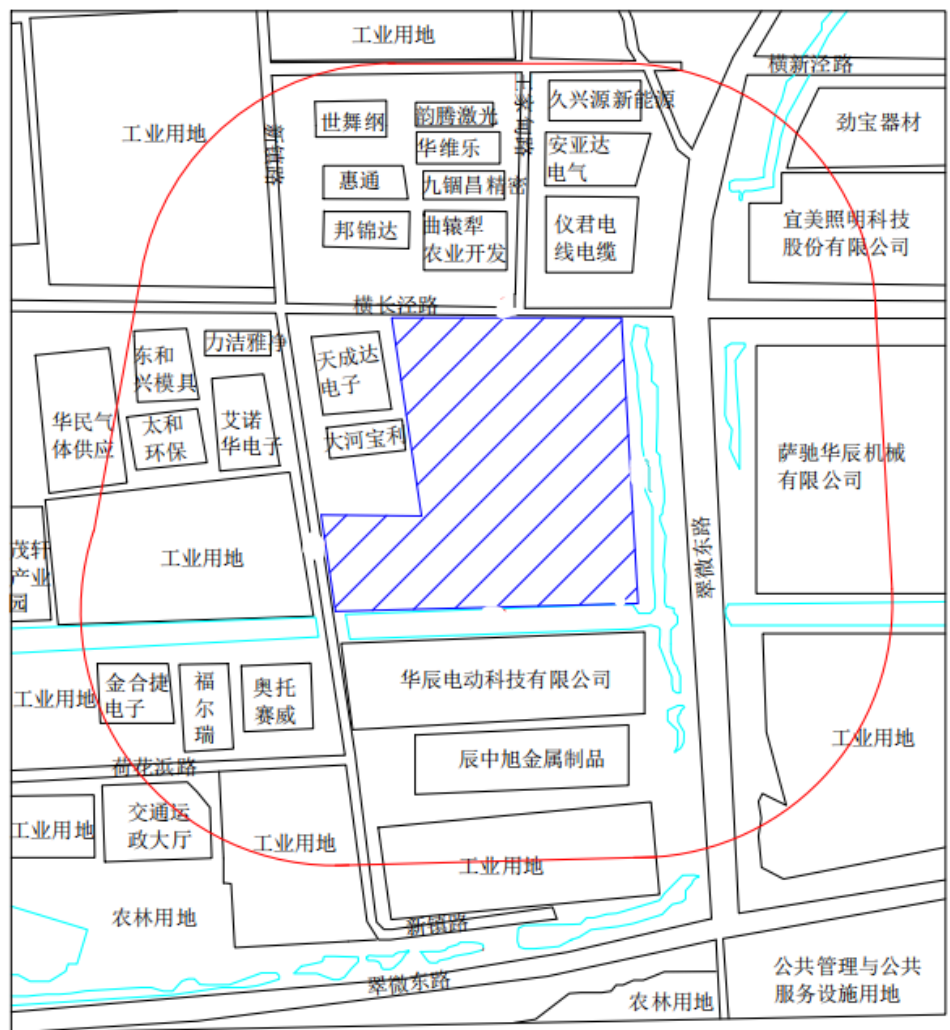 工业用地
横新泾路
工业用地
新镇路
世舞纲
韵腾激光
华维乐
惠通
九锢昌精密
邦锦达
曲辕犁
农业开发
久兴源新能源
安亚达
电气
仪君电
线电缆
劲宝器材
宜美照明科技
股份有限公司
横长泾路
东和
兴模具
力洁雅净
天成达
电子
华民气
体供应
太和
环保
艾诺
华电子
大河宝利
萨驰华辰机械
有限公司
茂轩
产业
园
工业用地
翠微东路
工业用地
金合捷
电子
福
尔
瑞
奥托
赛威
华辰电动科技有限公司
辰中旭金属制品
工业用地
荷花浜路
工业用地
交通运
政大厅
工业用地
工业用地
农林用地
新镇路
翠微东路
农林用地
公共管理与公共
服务设施用地